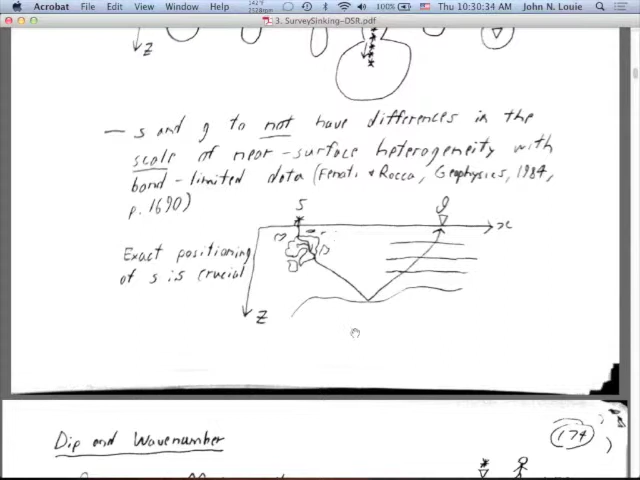 Acrobat File Edit View Window Help 100% Thu 10:30:34 AM John N. Louie
3. SurveySinking-DSR.pdf
Z
— s and g to not have differences in the
scale of near-surface heterogeneity with
band-limited data (Fenati & Rocca, Geophysics, 1984,
p. 1690)
s g
x
Exact positioning
of s is crucial
Z
Dip and Wavenumber
174